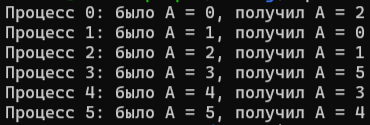 Процесс 0: было A = 0, получил A = 2
Процесс 1: было A = 1, получил A = 0
Процесс 2: было A = 2, получил A = 1
Процесс 3: было A = 3, получил A = 5
Процесс 4: было A = 4, получил A = 3
Процесс 5: было A = 5, получил A = 4